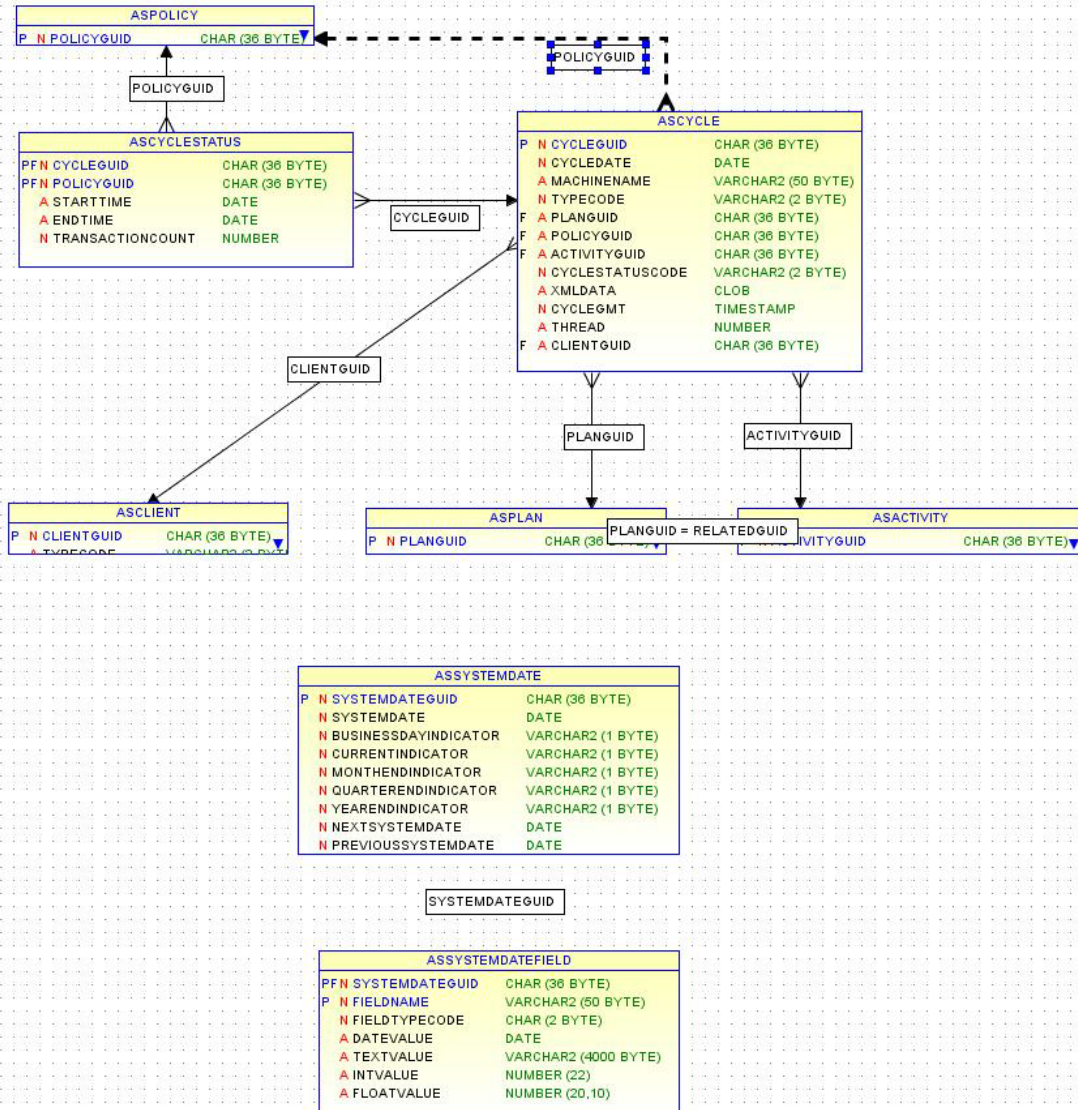 ASPOLICY
P N POLICYGUID CHAR (36 BYTE)
POLICYGUID
POLICYGUID
ASCYCLESTATUS
PF N CYCLEGUID CHAR (36 BYTE)
PF N POLICYGUID CHAR (36 BYTE)
A STARTTIME DATE
A ENDTIME DATE
N TRANSACTIONCOUNT NUMBER
CYCLEGUID
ASCYCLE
P N CYCLEGUID CHAR (36 BYTE)
N CYCLEDATE DATE
A MACHINENAME VARCHAR2 (50 BYTE)
N TYPECODE VARCHAR2 (2 BYTE)
F A PLANGUID CHAR (36 BYTE)
F A POLICYGUID CHAR (36 BYTE)
F A ACTIVITYGUID CHAR (36 BYTE)
N CYCLESTATUSCODE VARCHAR2 (2 BYTE)
A XMLDATA CLOB
N CYCLEGMT TIMESTAMP
A THREAD NUMBER
F A CLIENTGUID CHAR (36 BYTE)
CLIENTGUID
PLANGUID
ACTIVITYGUID
ASCLIENT
P N CLIENTGUID CHAR (36 BYTE)
A TYPECODE VARCHAR2 (2 BYTE)
ASPLAN
P N PLANGUID CHAR (36
PLANGUID = RELATEDGUID
ASACTIVITY
IVITYGUID CHAR (36 BYTE)
ASSYSTEMDATE
P N SYSTEMDATEGUID CHAR (36 BYTE)
N SYSTEMDATE DATE
N BUSINESSDAYINDICATOR VARCHAR2 (1 BYTE)
N CURRENTINDICATOR VARCHAR2 (1 BYTE)
N MONTHENDINDICATOR VARCHAR2 (1 BYTE)
N QUARTERENDINDICATOR VARCHAR2 (1 BYTE)
N YEARENDINDICATOR VARCHAR2 (1 BYTE)
N NEXTSYSTEMDATE DATE
N PREVIOUSSYSTEMDATE DATE
SYSTEMDATEGUID
ASSYSTEMDATEFIELD
PF N SYSTEMDATEGUID CHAR (36 BYTE)
P N FIELDNAME VARCHAR2 (50 BYTE)
N FIELDTYPECODE CHAR (2 BYTE)
A DATEVALUE DATE
A TEXTVALUE VARCHAR2 (4000 BYTE)
A INTVALUE NUMBER (22)
A FLOATVALUE NUMBER (20,10)